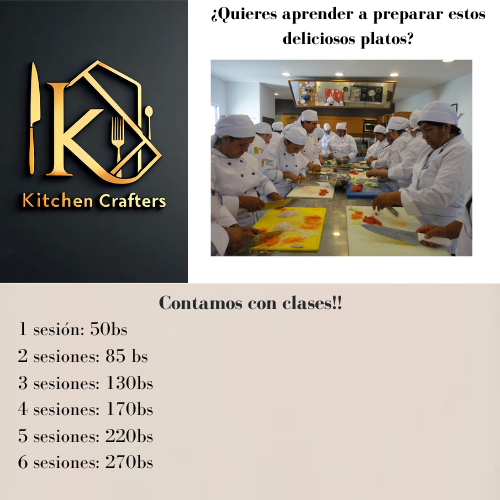 ¿Quieres aprender a preparar estos
deliciosos platos?
K
Kitchen Crafters
Contamos con clases!!
1 sesión: 50bs
2 sesiones: 85 bs
3 sesiones: 130bs
4 sesiones: 170bs
5 sesiones: 220bs
6 sesiones: 270bs